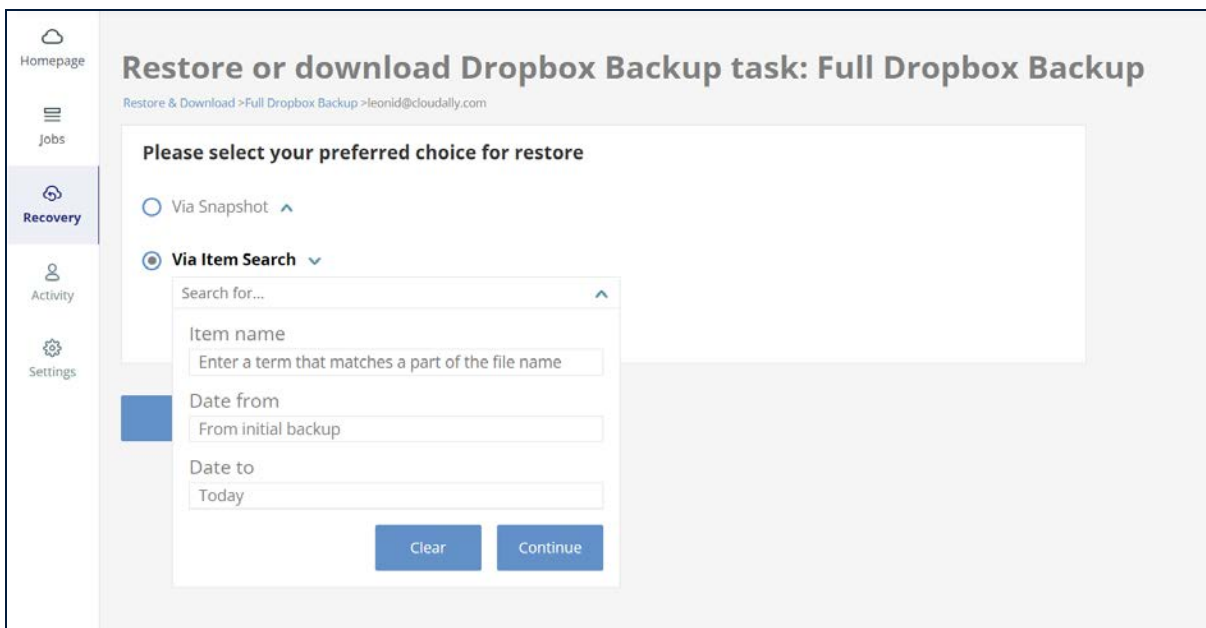 Homepage
Jobs
Recovery
Activity
Settings
Restore or download Dropbox Backup task: Full Dropbox Backup
Restore & Download >Full Dropbox Backup >leonid@cloudally.com
Please select your preferred choice for restore
Via Snapshot
Via Item Search
Search for...
Item name
Enter a term that matches a part of the file name
Date from
From initial backup
Date to
Today
Clear Continue